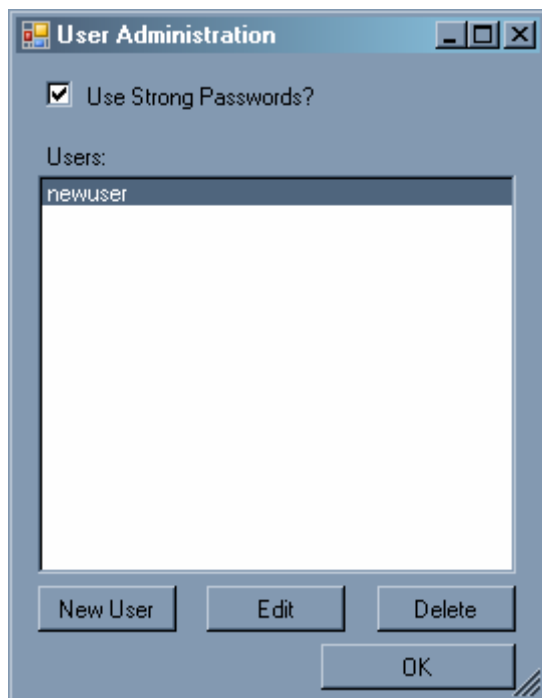 User Administration
Use Strong Passwords?
Users:
newuser
New User Edit Delete
OK